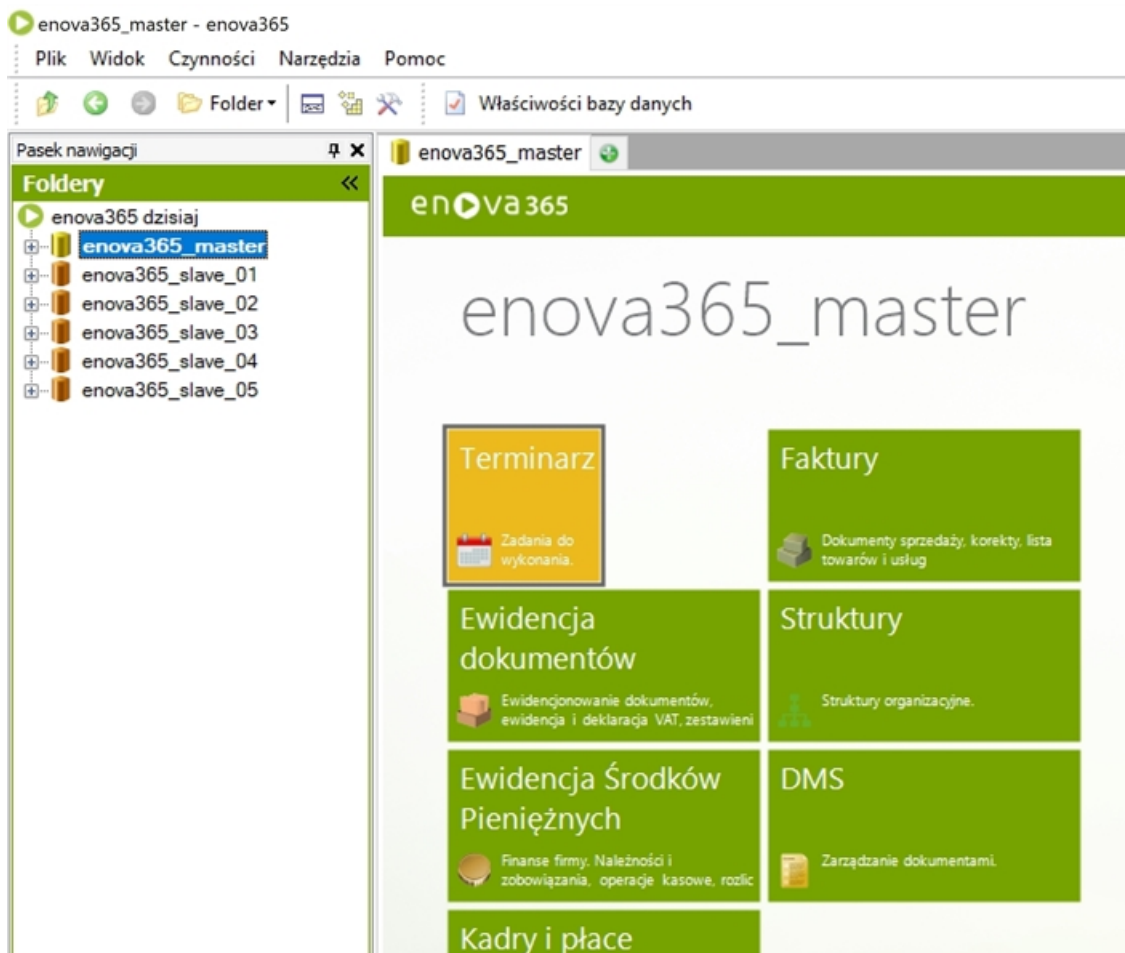 enova365_master - enova365
Plik Widok Czynności Narzędzia Pomoc
Folder Właściwości bazy danych
Pasek nawigacji
enova365_master
Foldery
enova365
enova365 dzisiaj
enova365_master
enova365_slave_01
enova365_slave_02
enova365_slave_03
enova365_slave_04
enova365_slave_05
enova365_master
Terminarz
Zadania do
wykonania.
Faktury
Dokumenty sprzedaży, korekty, lista
towarów i usług
Ewidencja
dokumentów
Ewidencjonowanie dokumentów,
ewidencja i deklaracja VAT, zestawieni
Struktury
Struktury organizacyjne.
Ewidencja Środków
Pieniężnych
Finanse firmy. Należności i
zobowiązania, operacje kasowe, rozlic
DMS
Zarządzanie dokumentami.
Kadry i płace